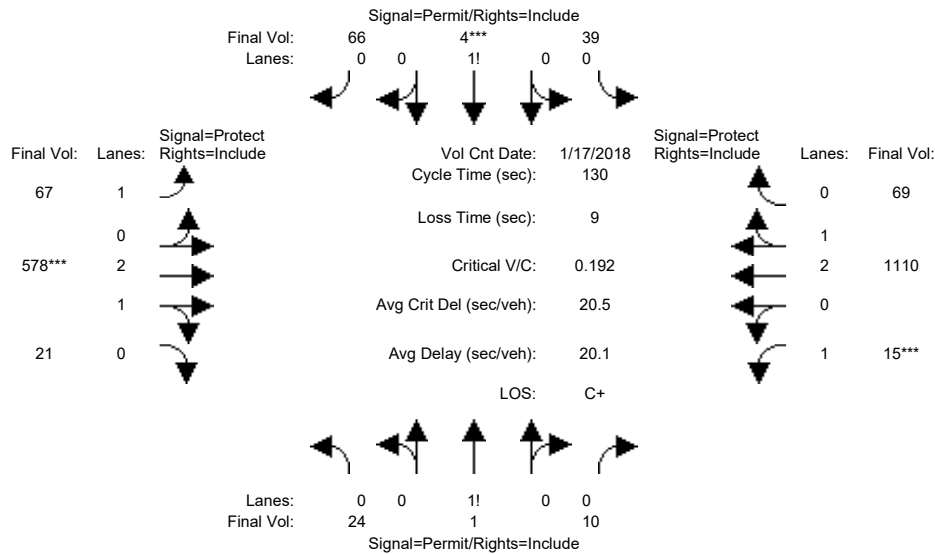 Signal=Permit/Rights=Include
Final Vol: 66 4*** 39
Lanes: 0 0 1! 0 0
Signal=Protect Signal=Protect
Final Vol: Lanes: Rights=Include Vol Cnt Date: 1/17/2018 Rights=Include Lanes: Final Vol:
Cycle Time (sec): 130
67 1 0 69
Loss Time (sec): 9
0 1
578*** 2 Critical V/C: 0.192 2 1110
1 Avg Crit Del (sec/veh): 20.5 0
21 0 Avg Delay (sec/veh): 20.1 1 15***
LOS: C+
Lanes: 0 0 1! 0 0
Final Vol: 24 1 10
Signal=Permit/Rights=Include